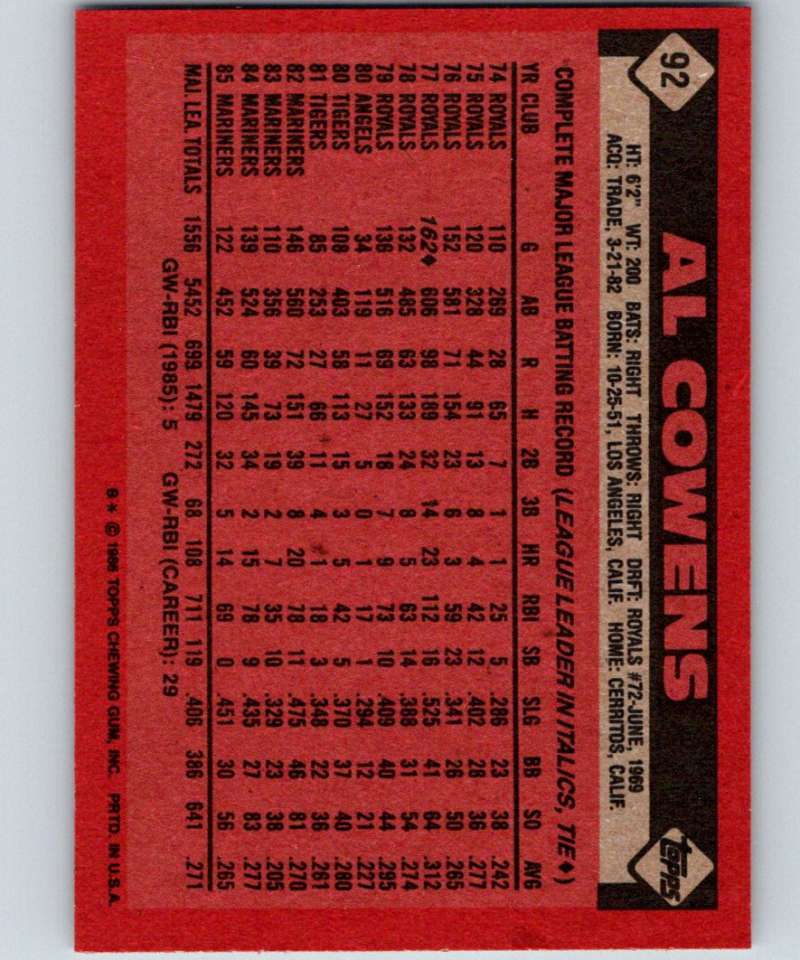 92
AL COWENS
topps
HT: 6'2" WT: 200 BATS: RIGHT THROWS: RIGHT DRFT: ROYALS #72-JUNE, 1969
ACQ: TRADE, 3-21-82 BORN: 10-25-51, LOS ANGELES, CALIF. HOME: CERRITOS, CALIF.
COMPLETE MAJOR LEAGUE BATTING RECORD (LEAGUE LEADER IN ITALICS, TIE♦)
YR CLUB G AB R H 2B 3B HR RBI SB SLG BB SO AVG
74 ROYALS 110 269 28 65 7 1 1 25 5 .286 23 38 .242
75 ROYALS 120 328 44 91 13 8 4 42 12 .402 28 36 .277
76 ROYALS 152 581 71 154 23 6 3 59 23 .341 26 50 .265
77 ROYALS 162♦ 606 98 189 32 14 23 112 16 .525 41 64 .312
78 ROYALS 132 485 63 133 24 8 5 63 14 .388 31 54 .274
79 ROYALS 136 516 69 152 18 7 9 73 10 .409 40 44 .295
80 ANGELS 34 119 11 27 5 0 1 17 1 .294 12 21 .227
80 TIGERS 108 403 58 113 15 3 5 42 5 .370 37 40 .280
81 TIGERS 85 253 27 66 11 4 1 18 3 .348 22 36 .281
82 MARINERS 146 560 72 151 39 8 20 78 11 .475 46 81 .270
83 MARINERS 110 356 39 73 19 2 7 35 10 .329 23 38 .205
84 MARINERS 139 524 60 145 34 2 15 78 9 .435 27 83 .277
85 MARINERS 122 452 59 120 32 5 14 69 0 .451 30 56 .265
MAJ. LEA. TOTALS 1556 5452 699 1479 272 68 108 711 119 .406 386 641 .271
GW-RBI (1985): 5 GW-RBI (CAREER): 29
© 1986 TOPPS CHEWING GUM, INC. PRTD. IN U.S.A.